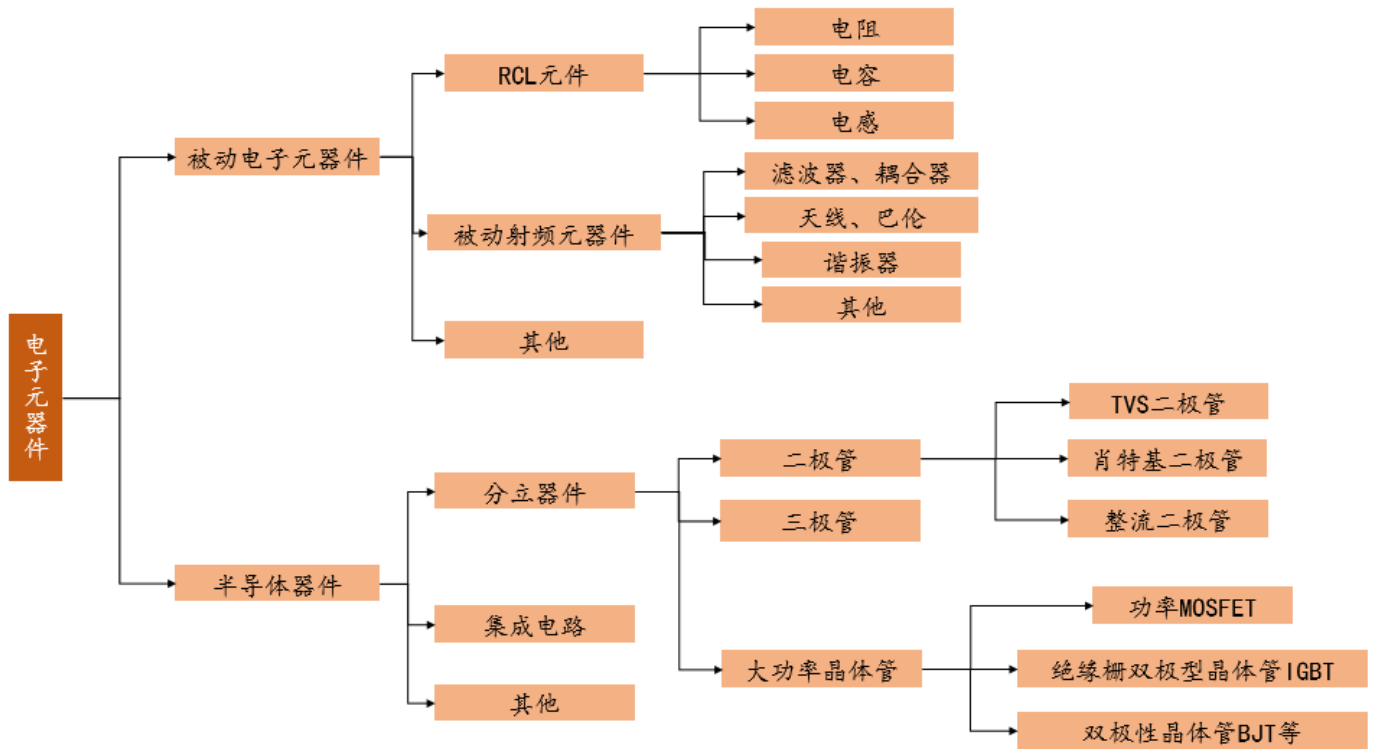 电子元器件
被动电子元器件
RCL元件
电阻
电容
电感
被动射频元器件
滤波器、耦合器
天线、巴伦
谐振器
其他
其他
半导体器件
分立器件
二极管
TVS二极管
肖特基二极管
整流二极管
三极管
大功率晶体管
功率MOSFET
绝缘栅双极型晶体管IGBT
双极性晶体管BJT等
集成电路
其他